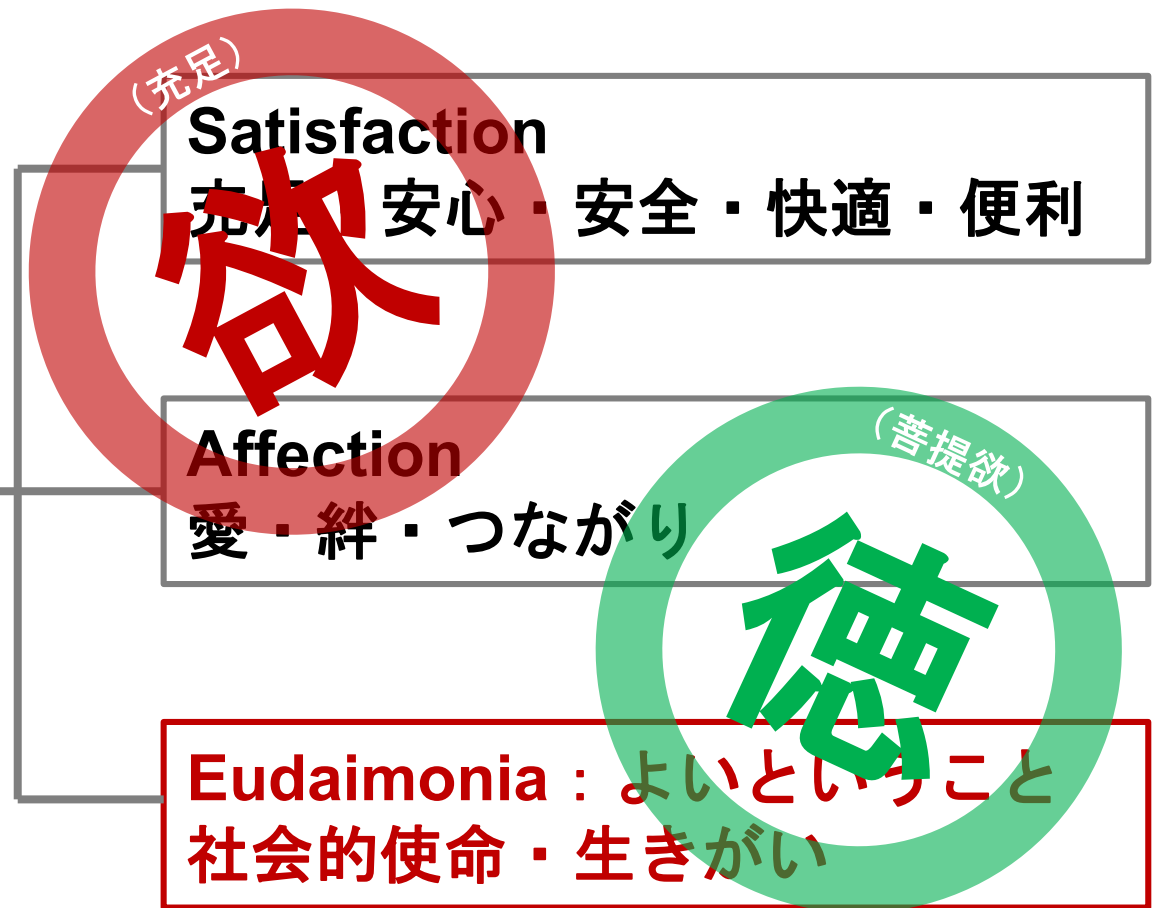 （充足）
Satisfaction
充足・安心・安全・快適・便利
欲
Affection
愛・絆・つながり
（菩提欲）
徳
Eudaimonia：よいということ
社会的使命・生きがい